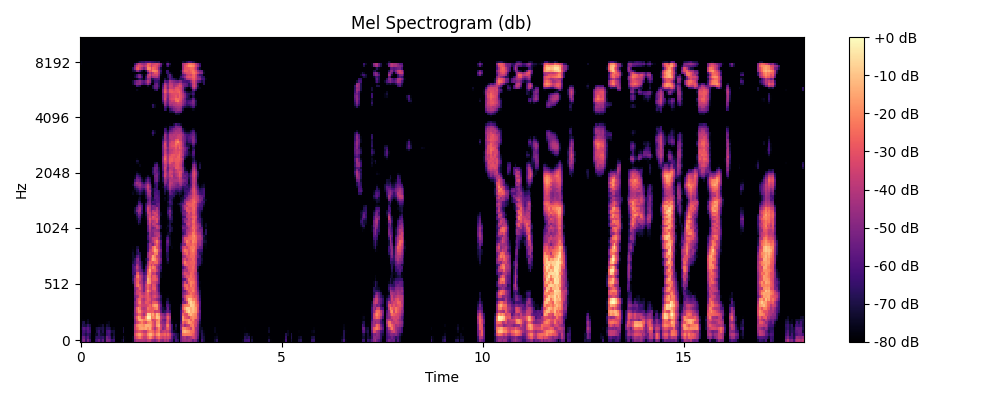 Mel Spectrogram (db)
8192
4096
2048
1024
512
0
Hz
0 5 10 15
Time
+0 dB
-10 dB
-20 dB
-30 dB
-40 dB
-50 dB
-60 dB
-70 dB
-80 dB